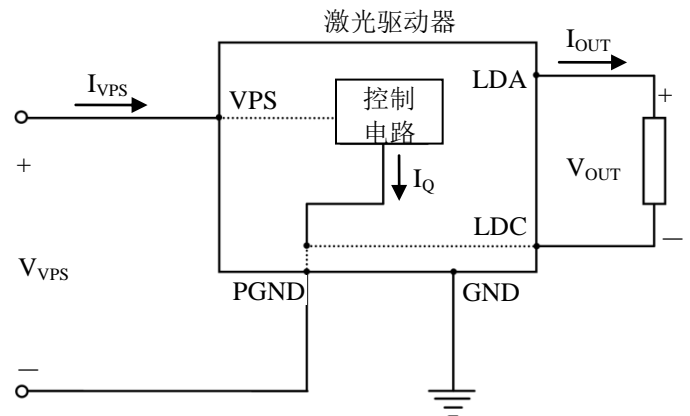 激光驱动器
I_OUT
I_VPS
LDA
VPS
控制
电路
+
+
I_Q
V_OUT
LDC
—
V_VPS
PGND
GND
—